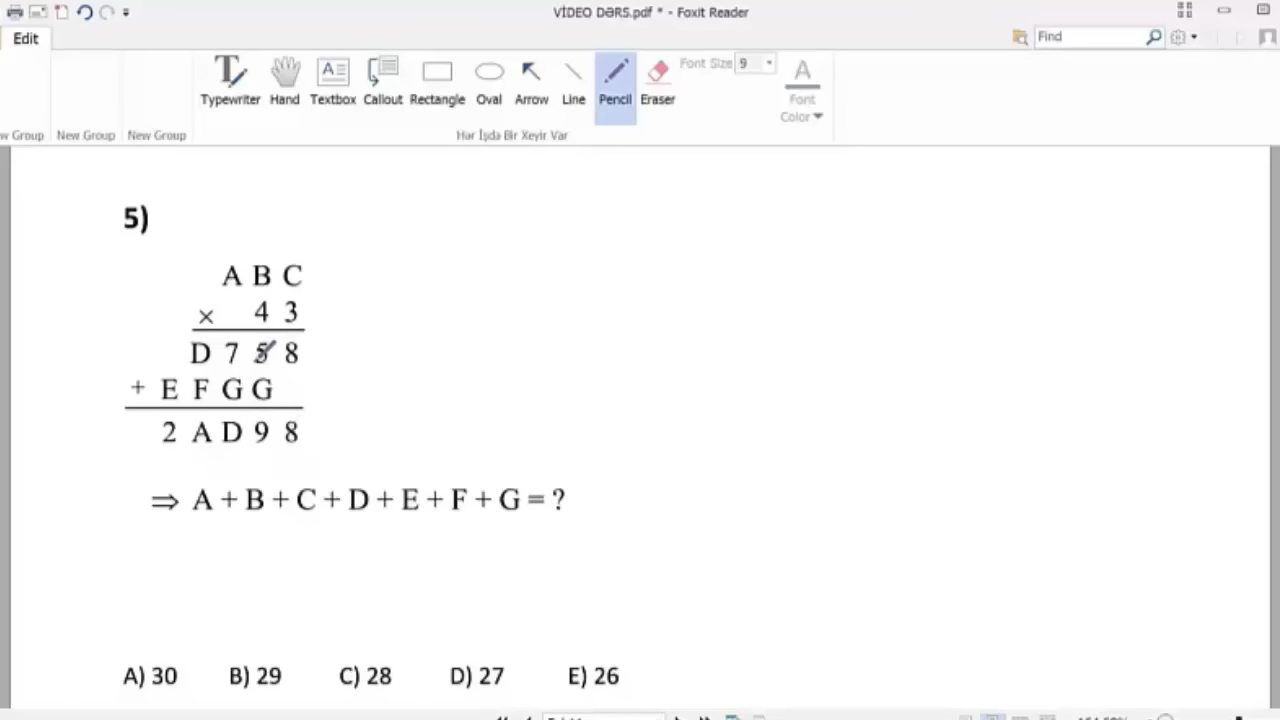 VİDEO DƏRS.pdf * - Foxit Reader
Edit
Find
Typewriter Hand Textbox Callout Rectangle Oval Arrow Line Pencil Eraser
Font Size 9
Font Color
New Group New Group
Hər İşdə Bir Xeyir Var
5)
A B C
× 4 3
D 7 5 8
+ E F G G
2 A D 9 8
⇒ A + B + C + D + E + F + G = ?
A) 30 B) 29 C) 28 D) 27 E) 26